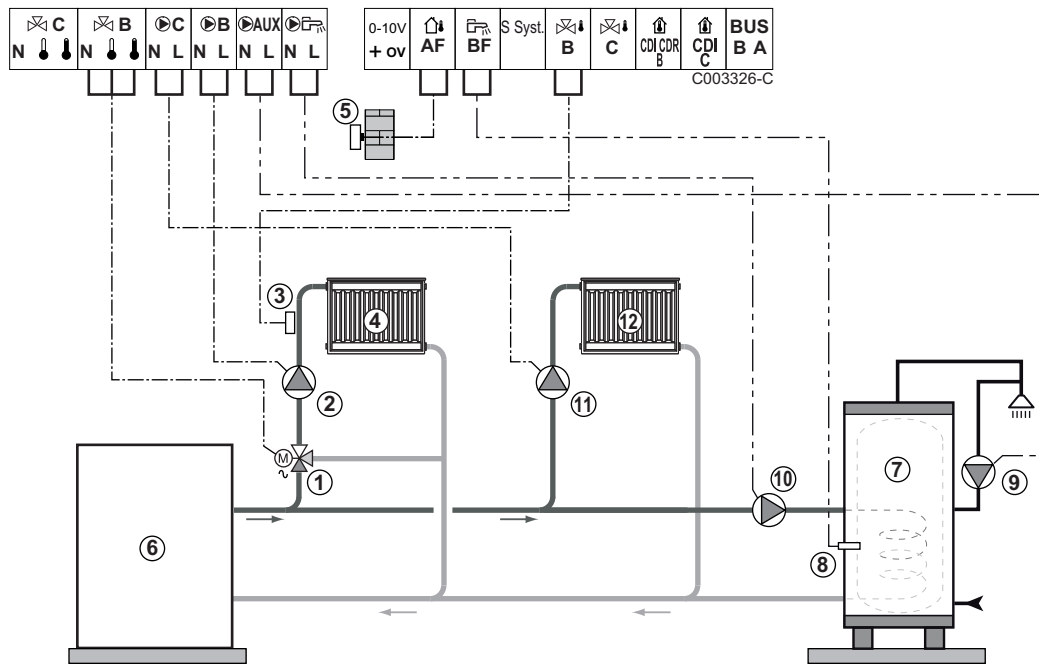 C B C B AUX
N N N L N L N L N L
0-10V + ov
AF
BF
S Syst.
B
C
CDI CDR B
CDI C
BUS B A
C003326-C
5
3
4
12
2
11
1
10
7
9
6
8
M